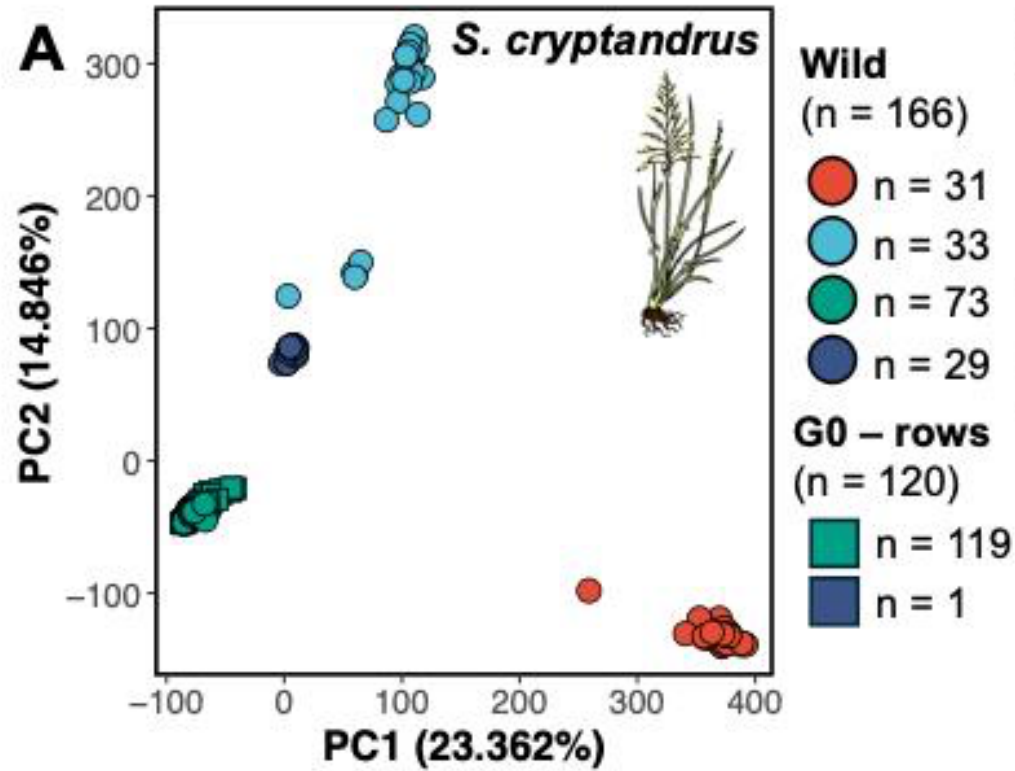 A
S. cryptandrus
PC2 (14.846%)
300
200
100
0
−100
−100 0 100 200 300 400
PC1 (23.362%)
Wild
(n = 166)
n = 31
n = 33
n = 73
n = 29
G0 – rows
(n = 120)
n = 119
n = 1